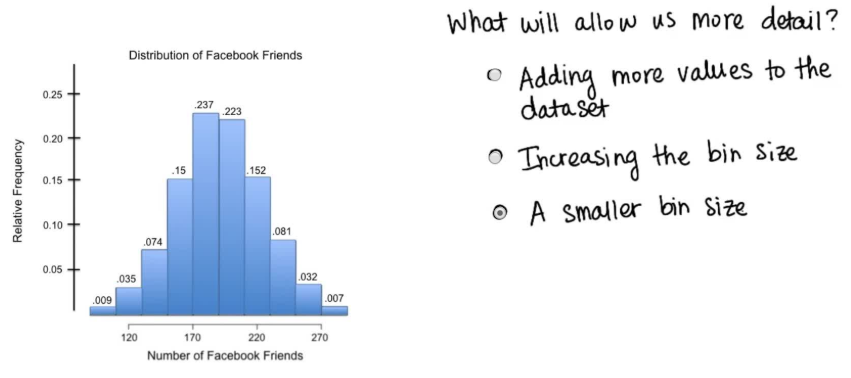 What will allow us more detail?
Adding more values to the
dataset
Increasing the bin size
A smaller bin size
Distribution of Facebook Friends
Relative Frequency
0.25
0.20
0.15
0.10
0.05
.009
.035
.074
.15
.237
.223
.152
.081
.032
.007
120 170 220 270
Number of Facebook Friends